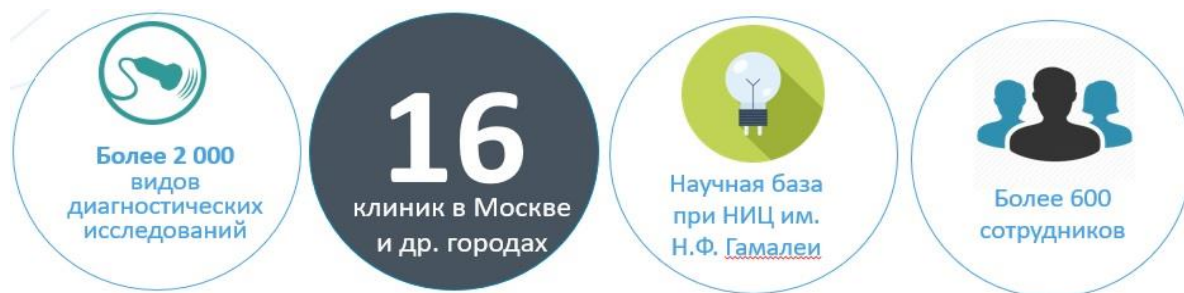 Более 2 000
видов
диагностических
исследований
16
клиник в Москве
и др. городах
Научная база
при НИЦ им.
Н.Ф. Гамалеи
Более 600
сотрудников